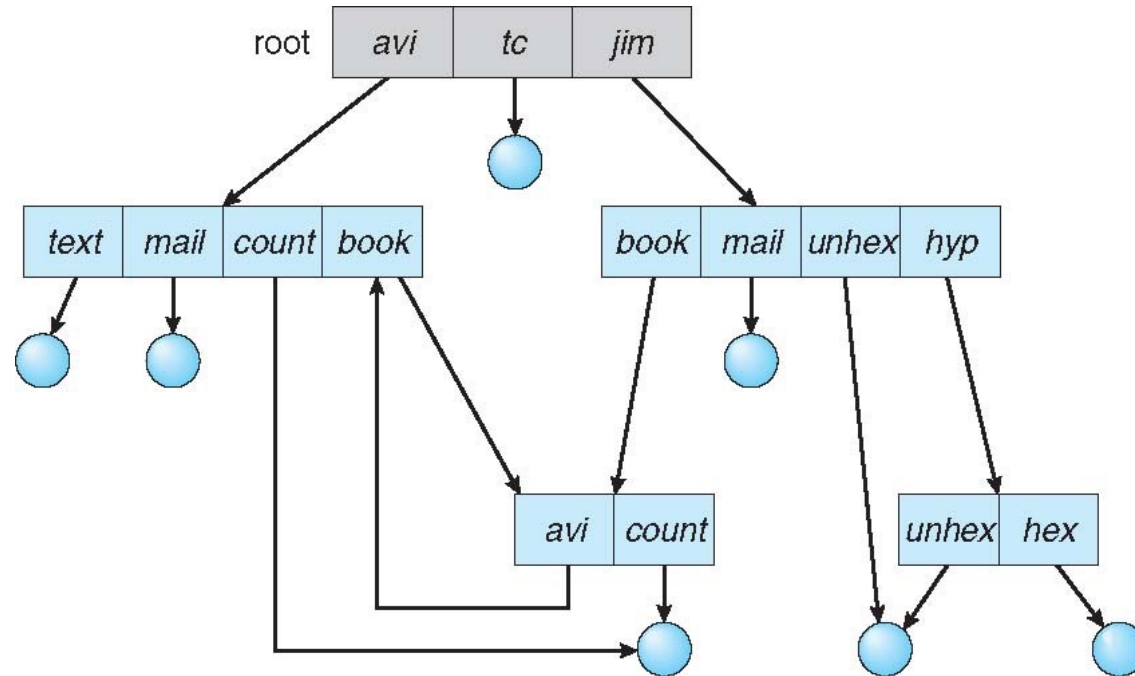 root avi tc jim
text mail count book
book mail unhex hyp
avi count
unhex hex